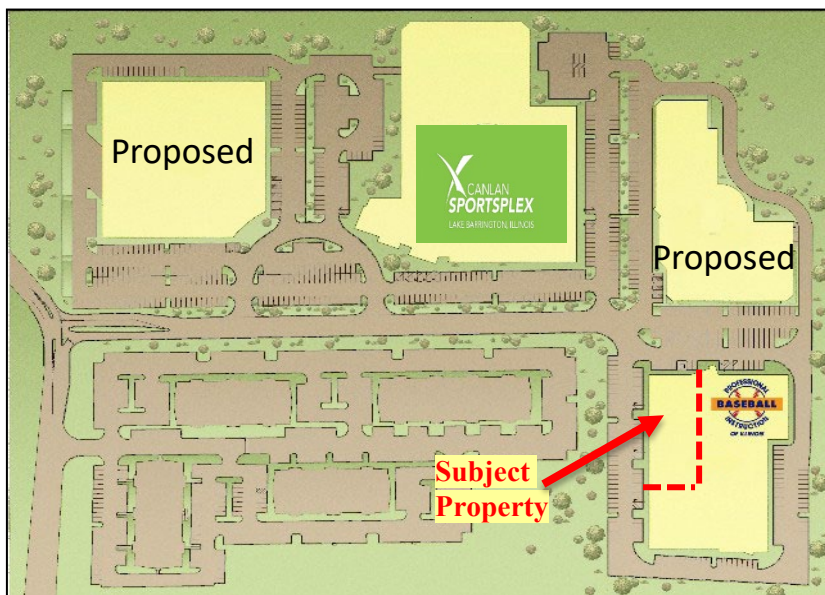 Proposed
CANLAN
SPORTSPLEX
LAKE BARRINGTON, ILLINOIS
Proposed
PROFESSIONAL
BASEBALL
INSTRUCTION
OF ILLINOIS
Subject
Property